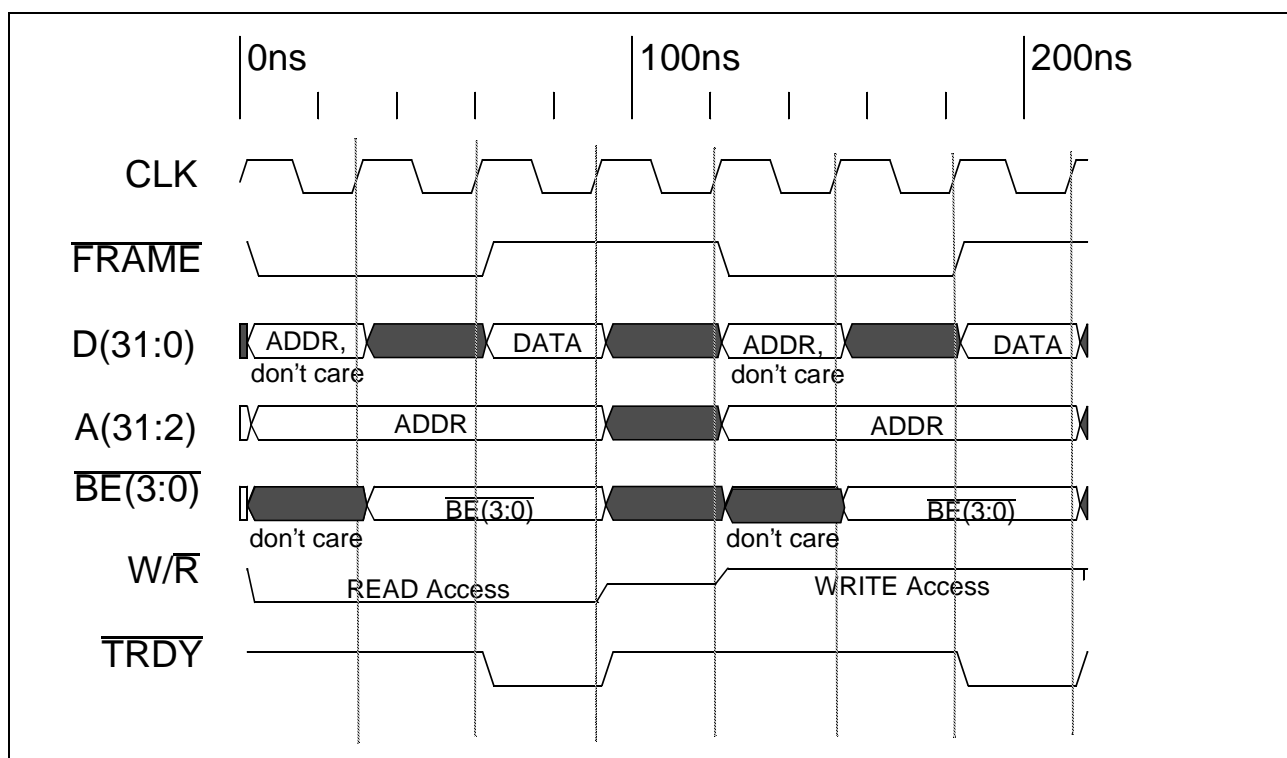 0ns 100ns 200ns
CLK
FRAME
D(31:0) ADDR, DATA ADDR, DATA
don't care don't care
A(31:2) ADDR ADDR
BE(3:0) BE(3:0) BE(3:0)
don't care don't care
W/R READ Access WRITE Access
TRDY